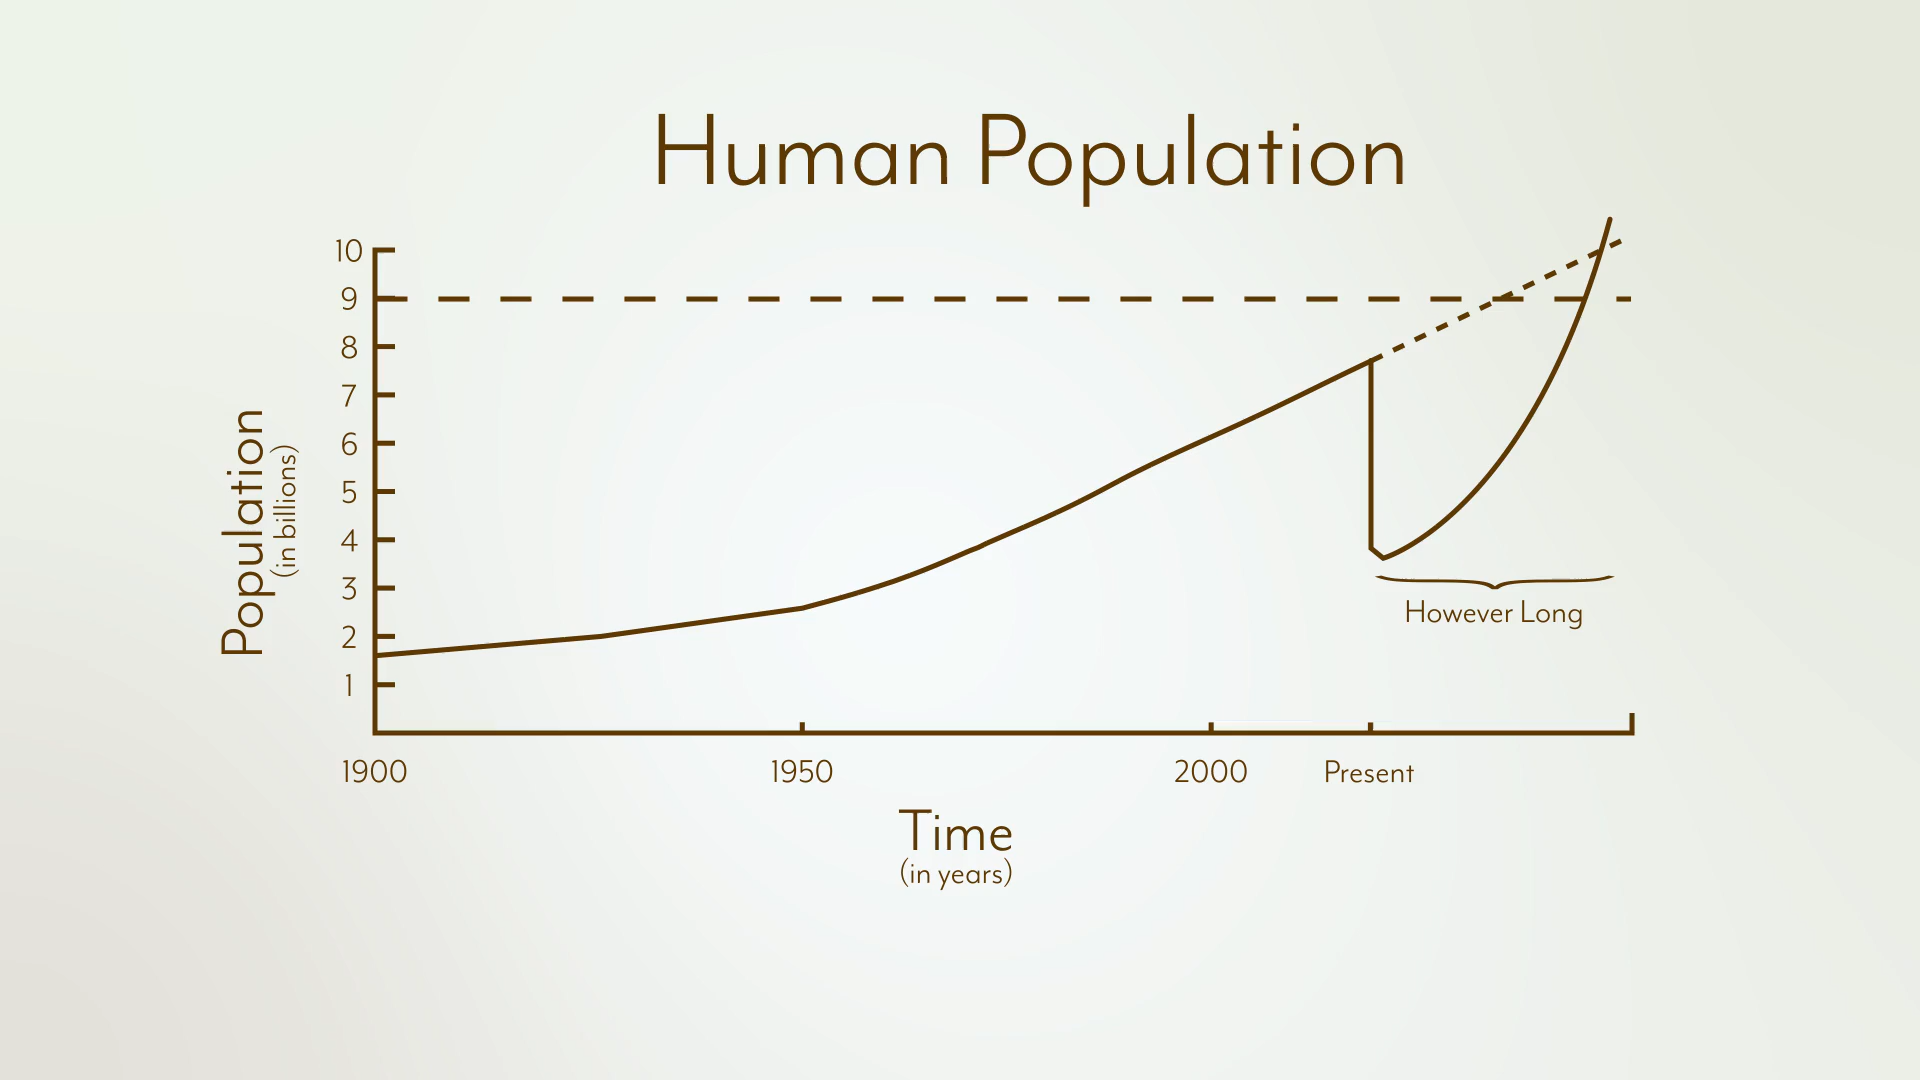 Human Population
10
9
8
7
6
5
4
3
2
1
Population
(in billions)
However Long
1900 1950 2000 Present
Time
(in years)